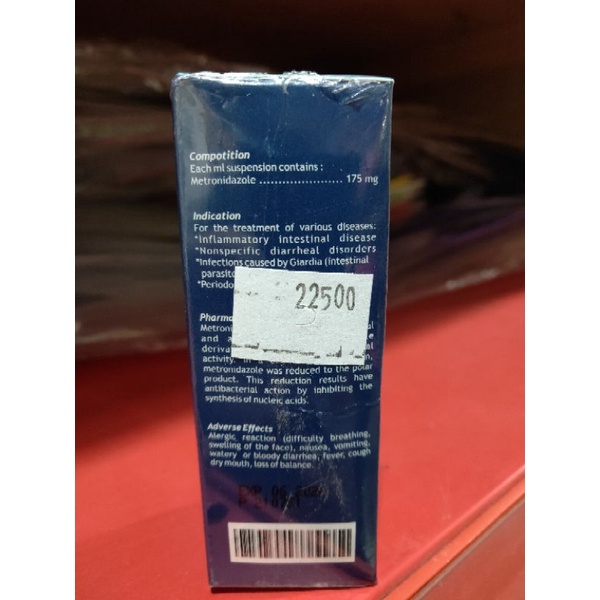 Compotition
Each ml suspension contains :
Metronidazole ...................... 175 mg
Indication
For the treatment of various diseases:
*Inflammatory intestinal disease
*Nonspecific diarrheal disorders
*Infections caused by Giardia (intestinal
22500
activity.
metronidazole was reduced to the polar
product. This reduction results have
antibacterial action by inhibiting the
synthesis of nucleic acids.
Adverse Effects
Alergic reaction (difficulty breathing,
swelling of the face), nausea, vomiting,
watery or bloody diarrhea, fever, cough
dry mouth, loss of balance.